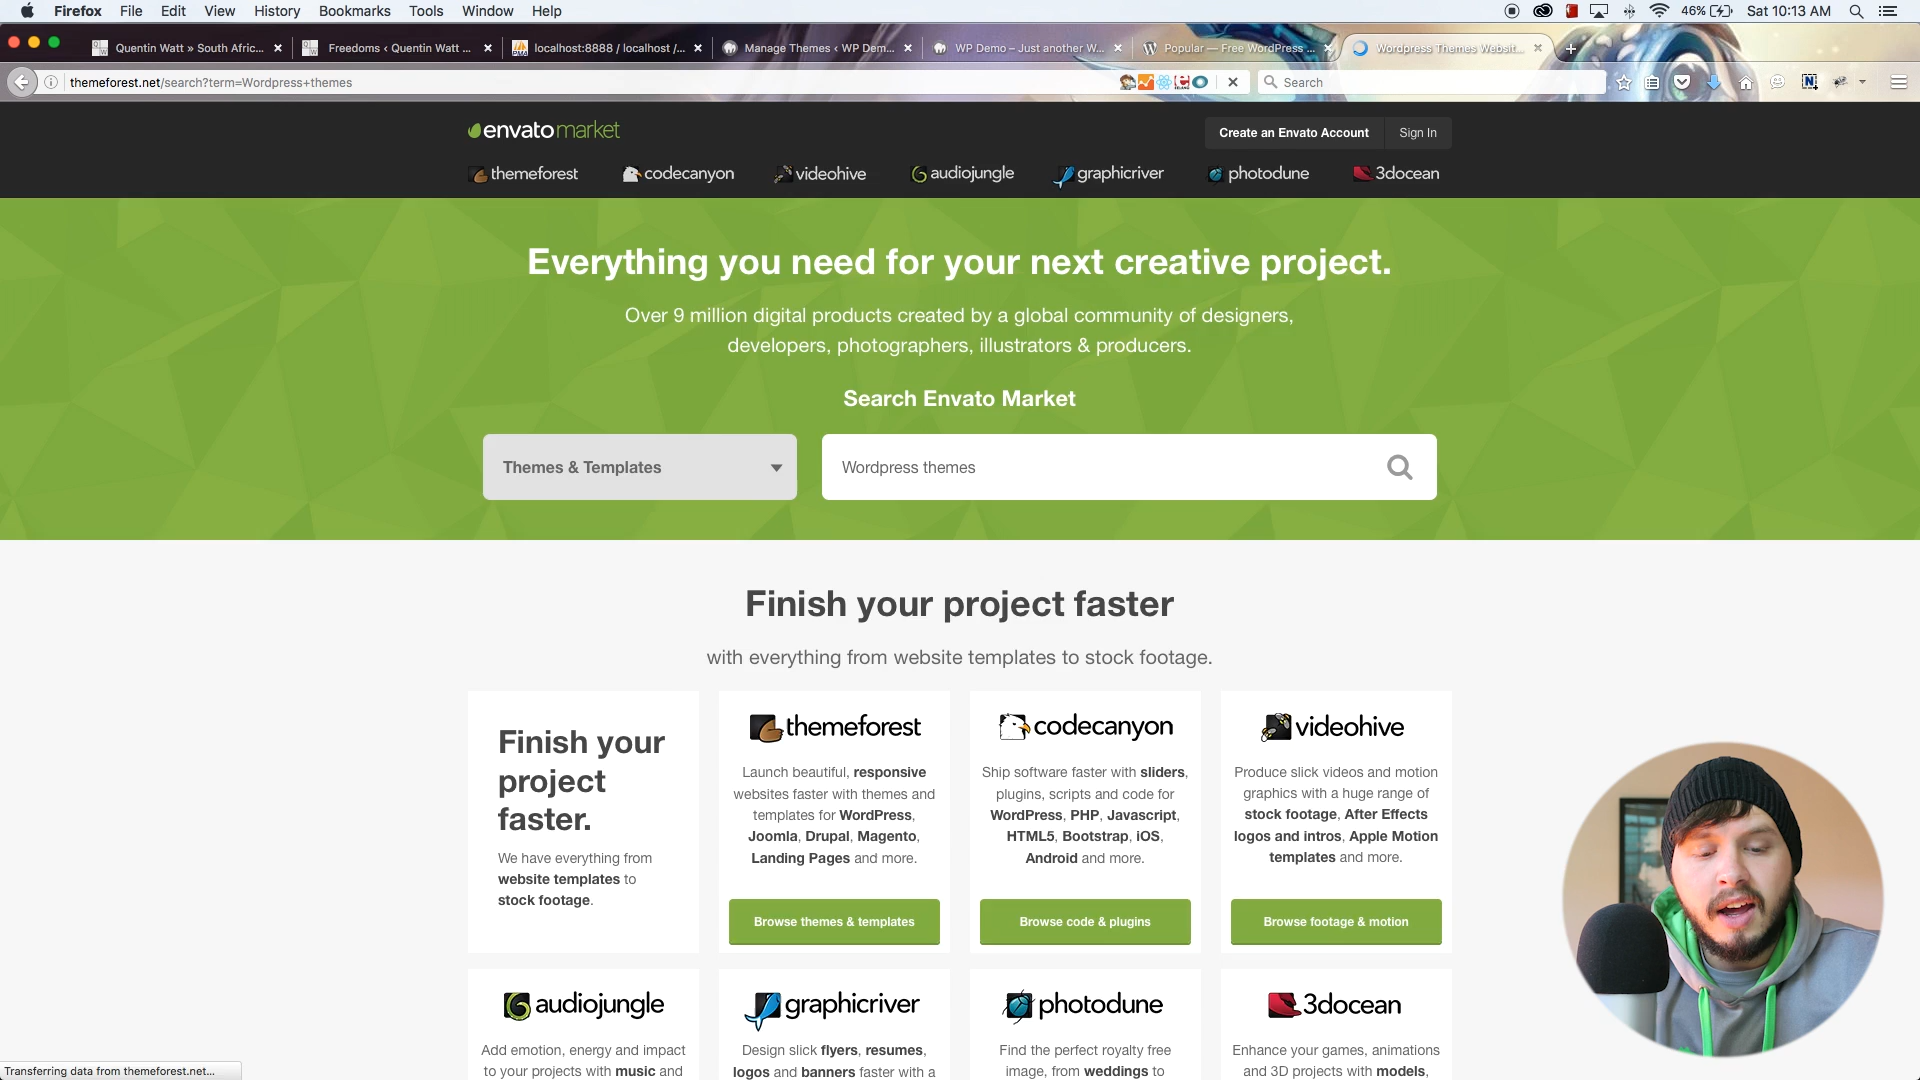 Firefox File Edit View History Bookmarks Tools Window Help 46% Sat 10:13 AM
Quentin Watt » South Afric... Freedoms ‹ Quentin Watt ... localhost:8888 / localhost /... Manage Themes ‹ WP Dem... WP Demo – Just another W... Popular — Free WordPress ... Wordpress Themes Websit...
themeforest.net/search?term=Wordpress+themes Search
envatomarket
Create an Envato Account Sign In
themeforest codecanyon videohive audiojungle graphicriver photodune 3docean
Everything you need for your next creative project.
Over 9 million digital products created by a global community of designers,
developers, photographers, illustrators & producers.
Search Envato Market
Themes & Templates Wordpress themes
Finish your project faster
with everything from website templates to stock footage.
Finish your
project
faster.
We have everything from
website templates to
stock footage.
themeforest
Launch beautiful, responsive
websites faster with themes and
templates for WordPress,
Joomla, Drupal, Magento,
Landing Pages and more.
Browse themes & templates
codecanyon
Ship software faster with sliders,
plugins, scripts and code for
WordPress, PHP, Javascript,
HTML5, Bootstrap, iOS,
Android and more.
Browse code & plugins
videohive
Produce slick videos and motion
graphics with a huge range of
stock footage, After Effects
logos and intros, Apple Motion
templates and more.
Browse footage & motion
audiojungle
Add emotion, energy and impact
to your projects with music and
graphicriver
Design slick flyers, resumes,
logos and banners faster with a
photodune
Find the perfect royalty free
image, from weddings to
3docean
Enhance your games, animations
and 3D projects with models,
Transferring data from themeforest.net...